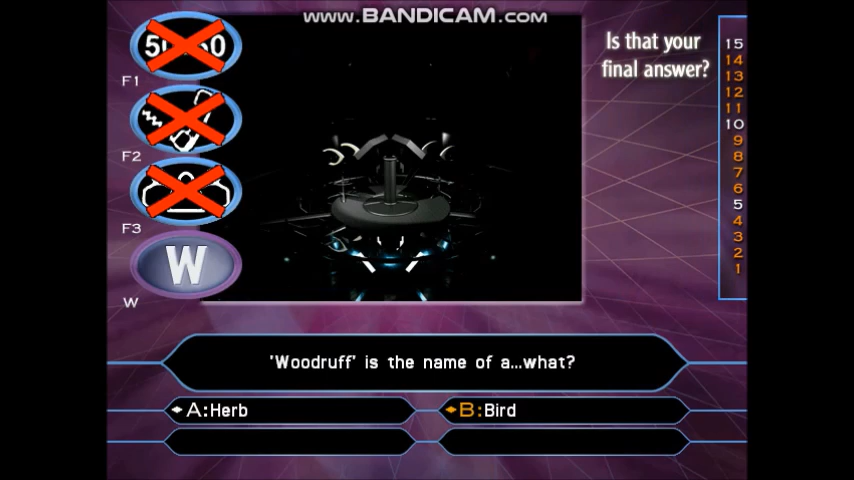 WWW.BANDICAM.COM
Is that your
final answer?
F1
F2
F3
W
W
15
14
13
12
11
10
9
8
7
6
5
4
3
2
1
'Woodruff' is the name of a...what?
A:Herb
B:Bird